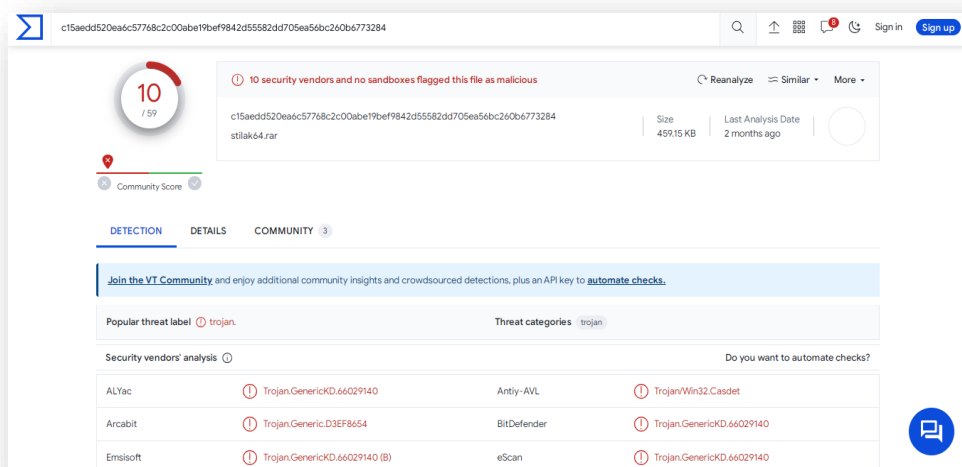 c15aedd520ea6c57768c2c00abe19bef9842d55582dd705ea56bc260b6773284
8
Sign in
Sign up
10
/ 59
10 security vendors and no sandboxes flagged this file as malicious
Reanalyze
Similar
More
c15aedd520ea6c57768c2c00abe19bef9842d55582dd705ea56bc260b6773284
stilak64.rar
Size
459.15 KB
Last Analysis Date
2 months ago
Community Score
DETECTION
DETAILS
COMMUNITY 3
Join the VT Community and enjoy additional community insights and crowdsourced detections, plus an API key to automate checks.
Popular threat label trojan.
Threat categories trojan
Security vendors' analysis
Do you want to automate checks?
ALYac Trojan.GenericKD.66029140
Antiy-AVL Trojan/Win32.Casdet
Arcabit Trojan.Generic.D3EF8654
BitDefender Trojan.GenericKD.66029140
Emsisoft Trojan.GenericKD.66029140 (B)
eScan Trojan.GenericKD.66029140